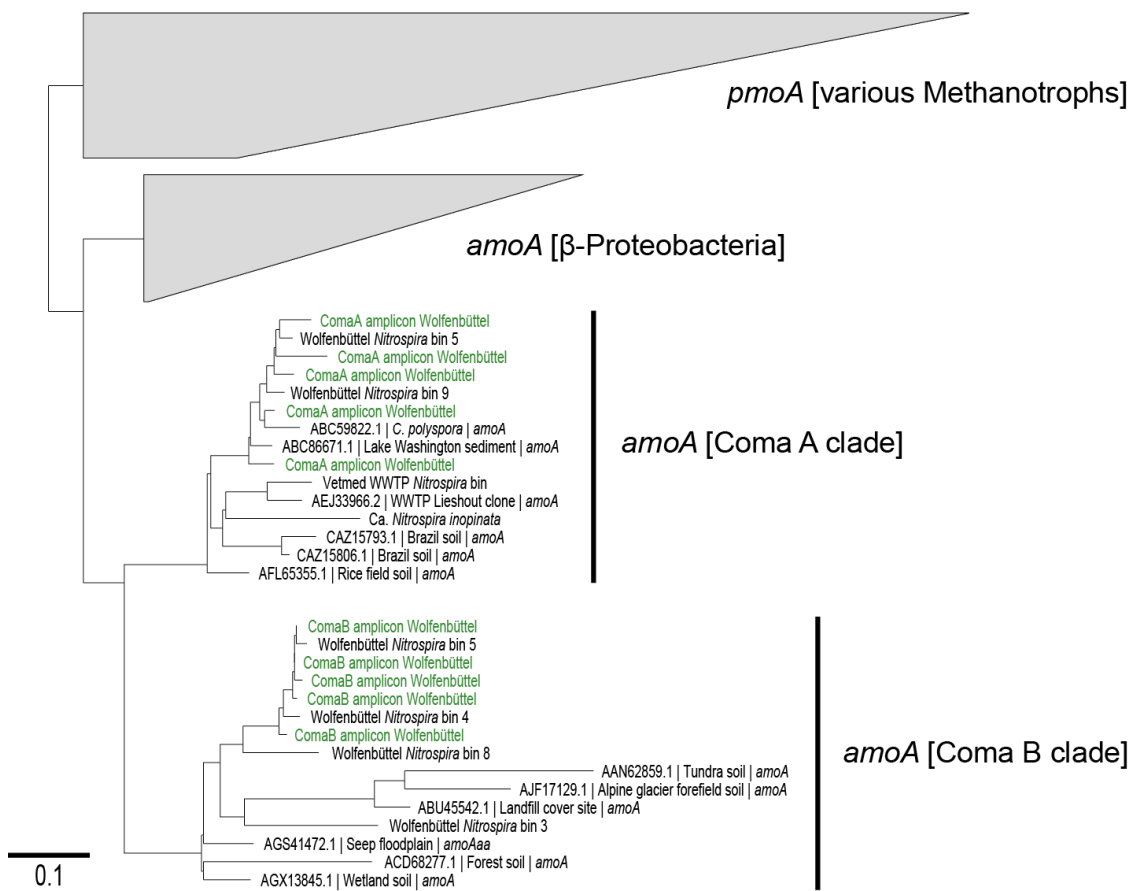 pmoA [various Methanotrophs]
amoA [β-Proteobacteria]
ComaA amplicon Wolfenbüttel
Wolfenbüttel Nitrospira bin 5
ComaA amplicon Wolfenbüttel
ComaA amplicon Wolfenbüttel
Wolfenbüttel Nitrospira bin 9
ComaA amplicon Wolfenbüttel
ABC59822.1 | C. polyspora | amoA
ABC86671.1 | Lake Washington sediment | amoA
ComaA amplicon Wolfenbüttel
Vetmed WWTP Nitrospira bin
AEJ33966.2 | WWTP Lieshout clone | amoA
Ca. Nitrospira inopinata
CAZ15793.1 | Brazil soil | amoA
CAZ15806.1 | Brazil soil | amoA
AFL65355.1 | Rice field soil | amoA
amoA [Coma A clade]
ComaB amplicon Wolfenbüttel
Wolfenbüttel Nitrospira bin 5
ComaB amplicon Wolfenbüttel
ComaB amplicon Wolfenbüttel
ComaB amplicon Wolfenbüttel
Wolfenbüttel Nitrospira bin 4
ComaB amplicon Wolfenbüttel
Wolfenbüttel Nitrospira bin 8
AAN62859.1 | Tundra soil | amoA
AJF17129.1 | Alpine glacier forefield soil | amoA
ABU45542.1 | Landfill cover site | amoA
Wolfenbüttel Nitrospira bin 3
AGS41472.1 | Seep floodplain | amoAaa
ACD68277.1 | Forest soil | amoA
AGX13845.1 | Wetland soil | amoA
amoA [Coma B clade]
0.1